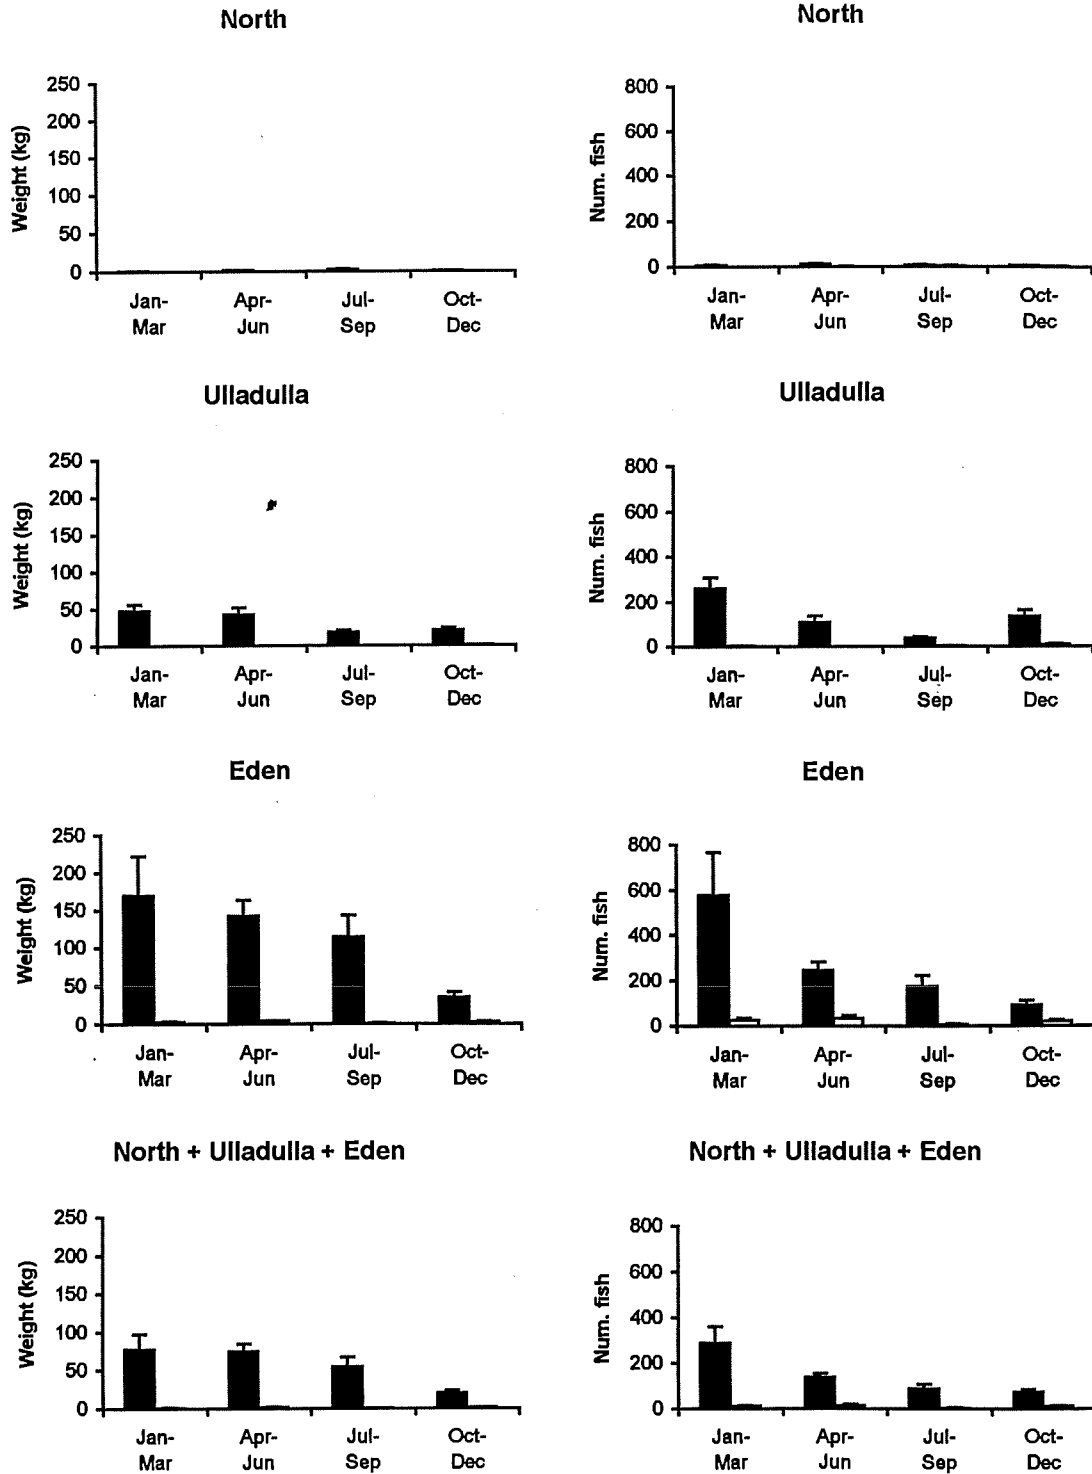 North
North
250
200
150
100
50
0
Weight (kg)
Jan-
Mar
Apr-
Jun
Jul-
Sep
Oct-
Dec
800
600
400
200
0
Num. fish
Jan-
Mar
Apr-
Jun
Jul-
Sep
Oct-
Dec
Ulladulla
Ulladulla
250
200
150
100
50
0
Weight (kg)
Jan-
Mar
Apr-
Jun
Jul-
Sep
Oct-
Dec
800
600
400
200
0
Num. fish
Jan-
Mar
Apr-
Jun
Jul-
Sep
Oct-
Dec
Eden
Eden
250
200
150
100
50
0
Weight (kg)
Jan-
Mar
Apr-
Jun
Jul-
Sep
Oct-
Dec
800
600
400
200
0
Num. fish
Jan-
Mar
Apr-
Jun
Jul-
Sep
Oct-
Dec
North + Ulladulla + Eden
North + Ulladulla + Eden
250
200
150
100
50
0
Weight (kg)
Jan-
Mar
Apr-
Jun
Jul-
Sep
Oct-
Dec
800
600
400
200
0
Num. fish
Jan-
Mar
Apr-
Jun
Jul-
Sep
Oct-
Dec